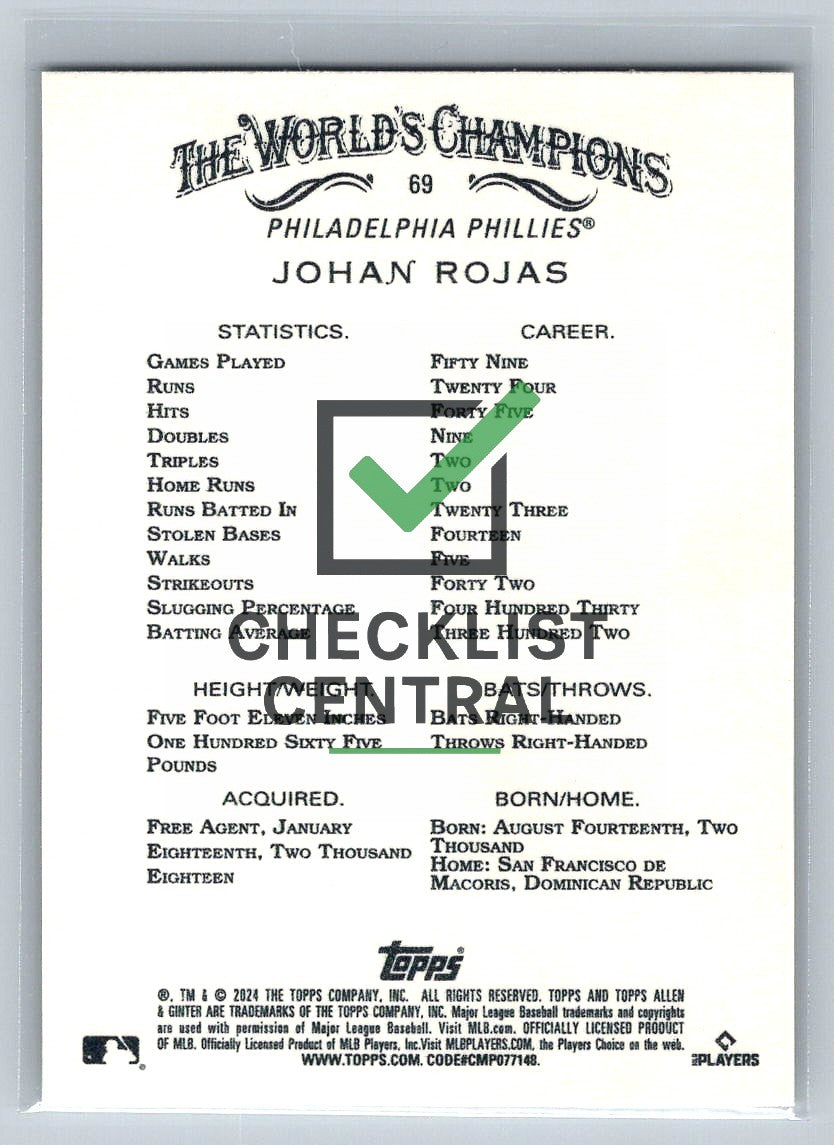 THE WORLD'S CHAMPIONS
69
PHILADELPHIA PHILLIES®
JOHAN ROJAS
STATISTICS. CAREER.
GAMES PLAYED FIFTY NINE
RUNS TWENTY FOUR
HITS FORTY FIVE
DOUBLES NINE
TRIPLES TWO
HOME RUNS TWO
RUNS BATTED IN TWENTY THREE
STOLEN BASES FOURTEEN
WALKS FIVE
STRIKEOUTS FORTY TWO
SLUGGING PERCENTAGE FOUR HUNDRED THIRTY
BATTING AVERAGE THREE HUNDRED TWO
CHECKLIST
CENTRAL
HEIGHT/WEIGHT. BATS/THROWS.
FIVE FOOT ELEVEN INCHES BATS RIGHT-HANDED
ONE HUNDRED SIXTY FIVE THROWS RIGHT-HANDED
POUNDS
ACQUIRED.
FREE AGENT, JANUARY
EIGHTEENTH, TWO THOUSAND
EIGHTEEN
BORN/HOME.
BORN: AUGUST FOURTEENTH, TWO
THOUSAND
HOME: SAN FRANCISCO DE
MACORIS, DOMINICAN REPUBLIC
Topps®
®, TM & © 2024 THE TOPPS COMPANY, INC. ALL RIGHTS RESERVED. TOPPS AND TOPPS ALLEN
& GINTER ARE TRADEMARKS OF THE TOPPS COMPANY, INC. Major League Baseball trademarks and copyrights
are used with permission of Major League Baseball. Visit MLB.com. OFFICIALLY LICENSED PRODUCT
OF MLB. Officially Licensed Product of MLB Players, Inc.Visit MLBPLAYERS.COM, the Players Choice on the web.
WWW.TOPPS.COM. CODE#CMP077148.
MLB PLAYERS